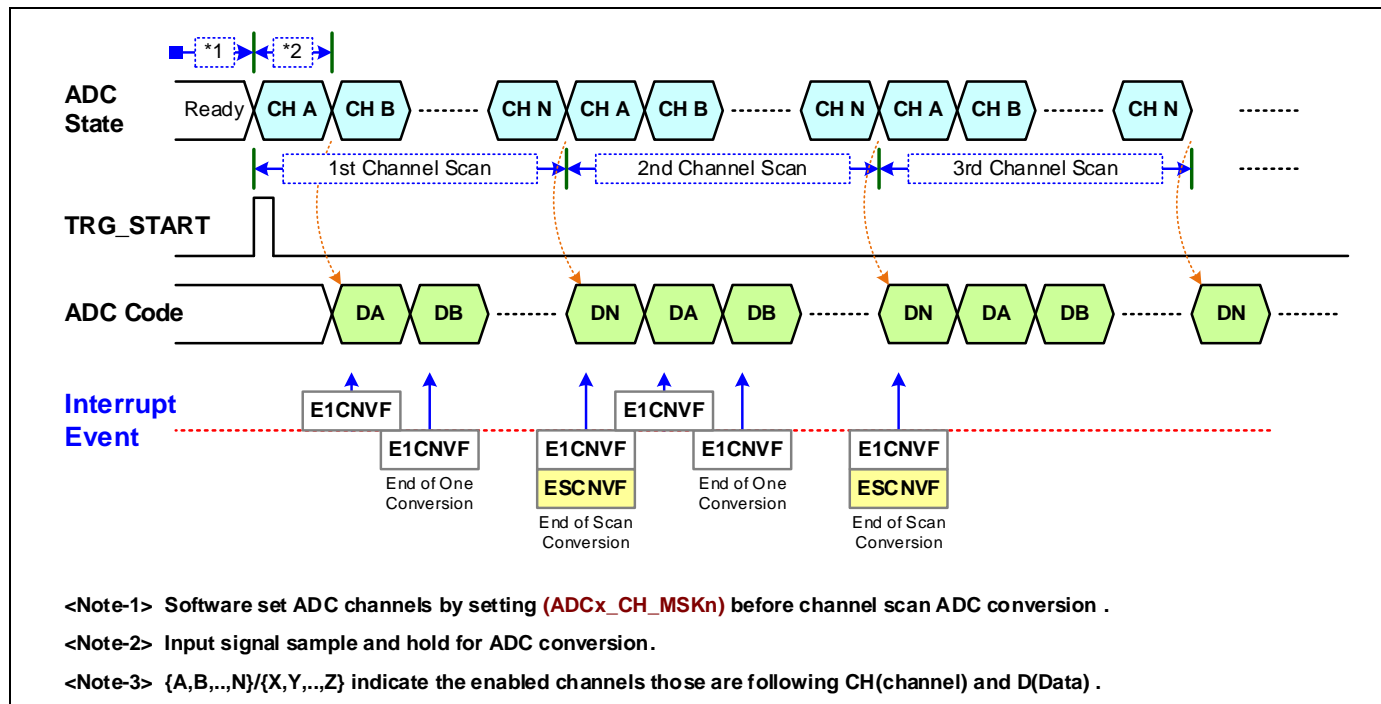 *1 *2
ADC State
Ready CH A CH B CH N CH A CH B CH N CH A CH B CH N
1st Channel Scan 2nd Channel Scan 3rd Channel Scan
TRG_START
ADC Code
DA DB DN DA DB DN DA DB DN
Interrupt Event
E1CNVF E1CNVF
E1CNVF E1CNVF E1CNVF E1CNVF
End of One Conversion
ESCNVF
End of Scan Conversion
End of One Conversion
ESCNVF
End of Scan Conversion
<Note-1> Software set ADC channels by setting (ADCx_CH_MSKn) before channel scan ADC conversion .
<Note-2> Input signal sample and hold for ADC conversion.
<Note-3> {A,B,..,N}/{X,Y,..,Z} indicate the enabled channels those are following CH(channel) and D(Data) .